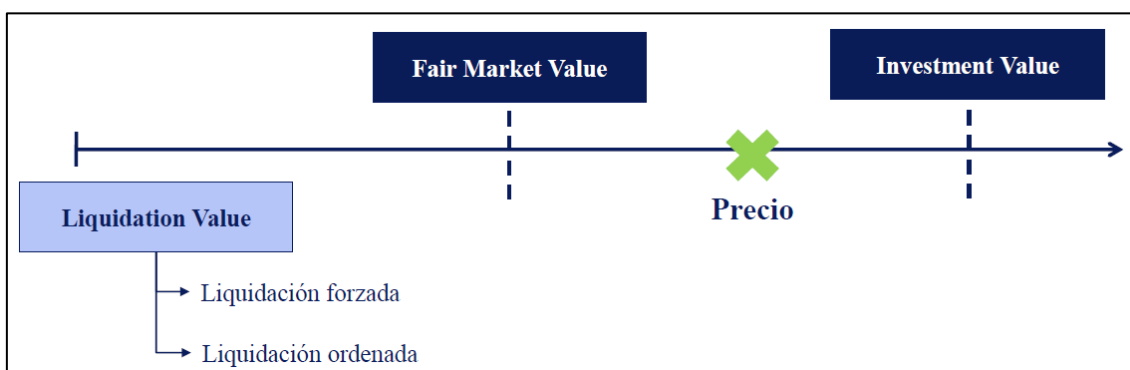 Fair Market Value
Investment Value
Precio
Liquidation Value
Liquidación forzada
Liquidación ordenada